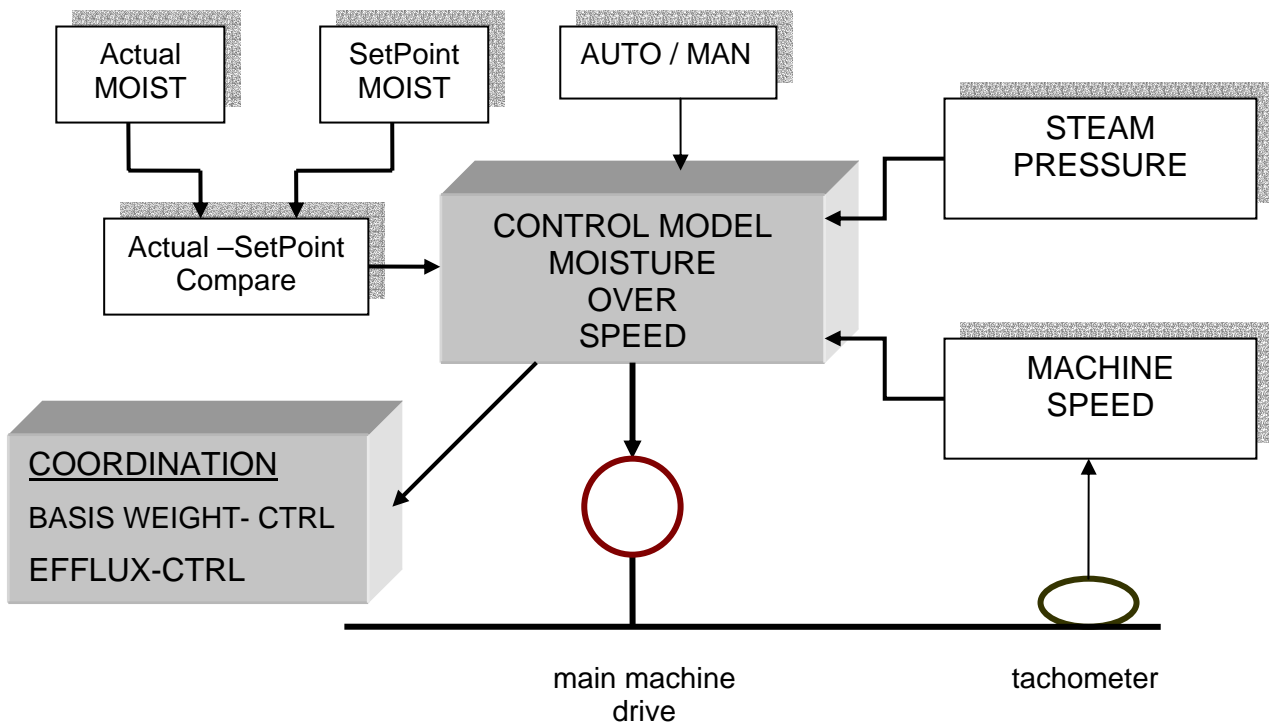 Actual
MOIST
SetPoint
MOIST
AUTO / MAN
STEAM
PRESSURE
Actual –SetPoint
Compare
CONTROL MODEL
MOISTURE
OVER
SPEED
MACHINE
SPEED
COORDINATION
BASIS WEIGHT- CTRL
EFFLUX-CTRL
main machine
drive
tachometer